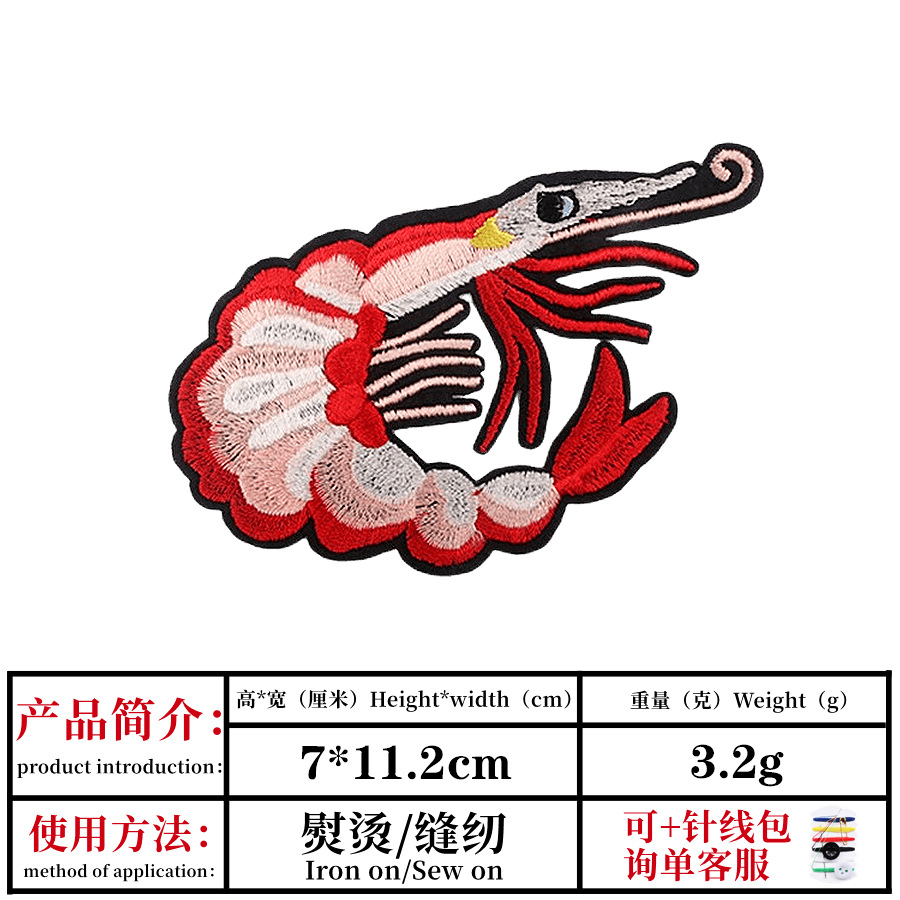 产品简介：
product introduction：
高*宽（厘米）Height*width（cm）
重量（克）Weight（g）
7*11.2cm
3.2g
使用方法：
method of application：
熨烫/缝纫
Iron on/Sew on
可+针线包
询单客服